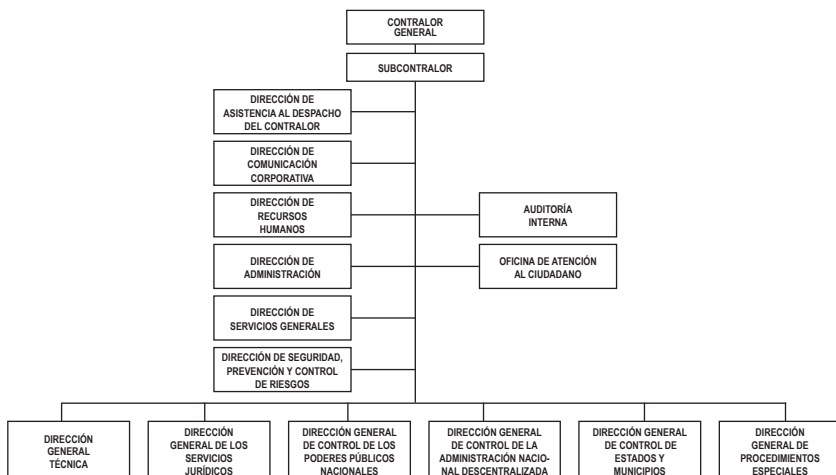 CONTRALOR
GENERAL
SUBCONTRALOR
DIRECCIÓN DE
ASISTENCIA AL DESPACHO
DEL CONTRALOR
DIRECCIÓN DE
COMUNICACIÓN
CORPORATIVA
DIRECCIÓN DE
RECURSOS
HUMANOS
AUDITORÍA
INTERNA
DIRECCIÓN DE
ADMINISTRACIÓN
OFICINA DE ATENCIÓN
AL CIUDADANO
DIRECCIÓN DE
SERVICIOS GENERALES
DIRECCIÓN DE SEGURIDAD,
PREVENCIÓN Y CONTROL
DE RIESGOS
DIRECCIÓN
GENERAL
TÉCNICA
DIRECCIÓN
GENERAL DE LOS
SERVICIOS
JURÍDICOS
DIRECCIÓN GENERAL
DE CONTROL DE LOS
PODERES PÚBLICOS
NACIONALES
DIRECCIÓN GENERAL
DE CONTROL DE LA
ADMINISTRACIÓN NACIO-
NAL DESCENTRALIZADA
DIRECCIÓN GENERAL
DE CONTROL DE
ESTADOS Y
MUNICIPIOS
DIRECCIÓN
GENERAL DE
PROCEDIMIENTOS
ESPECIALES